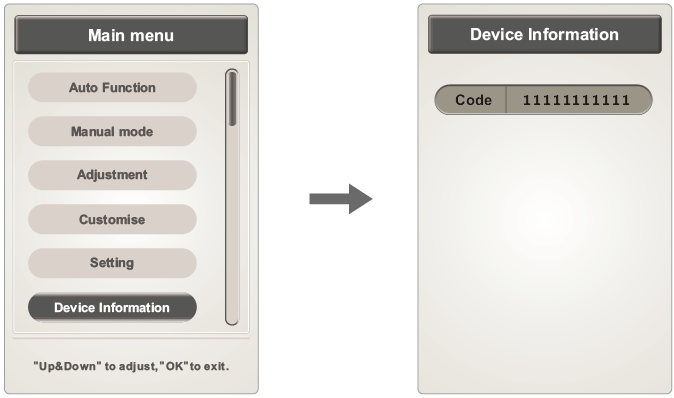 Main menu
Auto Function
Manual mode
Adjustment
Customise
Setting
Device Information
"Up&Down" to adjust,"OK"to exit.
Device Information
Code 11111111111